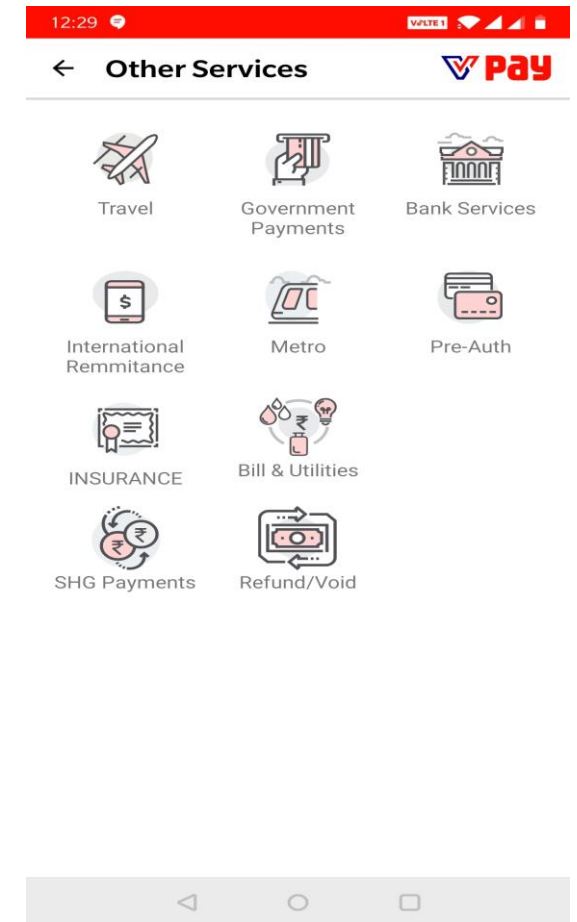 12:29
VoLTE 1
Other Services
V Pay
Travel
Government
Payments
Bank Services
$
International
Remmitance
Metro
Pre-Auth
INSURANCE
₹
Bill & Utilities
₹ ₹
SHG Payments
Refund/Void